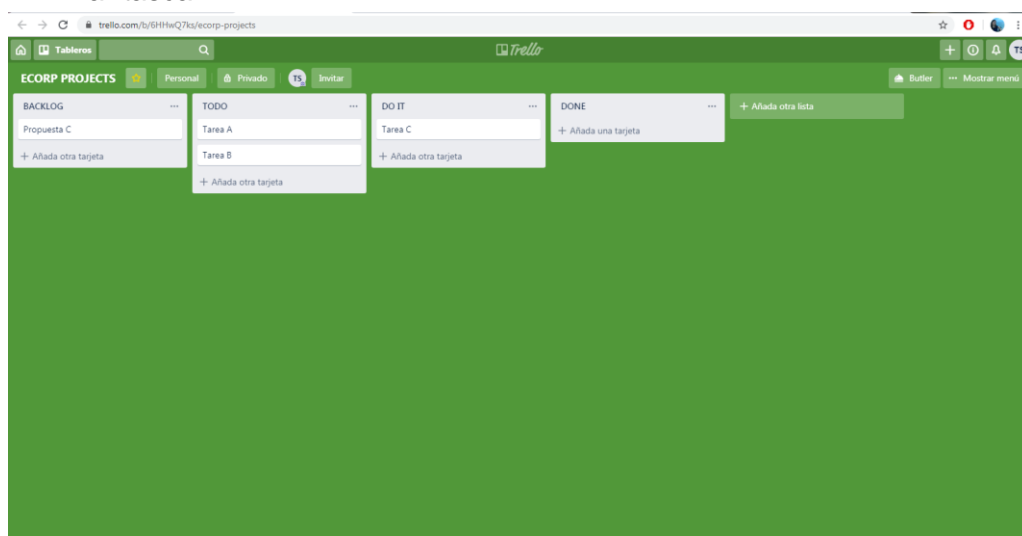 trello.com/b/6HHwQ7ks/ecorp-projects
Tableros
Trello
TS
ECORP PROJECTS
Personal
Privado
TS
Invitar
Butler
Mostrar menú
BACKLOG
Propuesta C
+ Añada otra tarjeta
TODO
Tarea A
Tarea B
+ Añada otra tarjeta
DO IT
Tarea C
+ Añada otra tarjeta
DONE
+ Añada una tarjeta
+ Añada otra lista